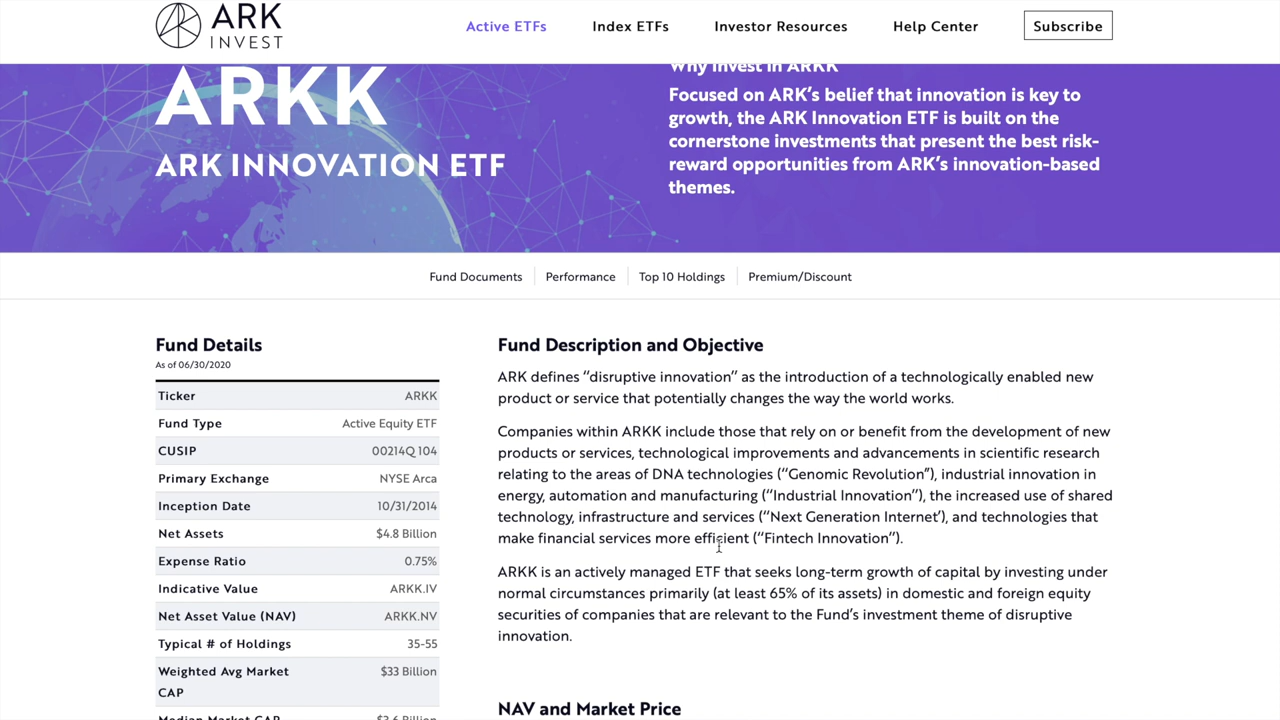 ARK
INVEST
Active ETFs
Index ETFs
Investor Resources
Help Center
Subscribe
ARKK
ARK INNOVATION ETF
Why Invest in ARKK
Focused on ARK's belief that innovation is key to
growth, the ARK Innovation ETF is built on the
cornerstone investments that present the best risk-
reward opportunities from ARK's innovation-based
themes.
Fund Documents
Performance
Top 10 Holdings
Premium/Discount
Fund Details
As of 06/30/2020
Ticker ARKK
Fund Type Active Equity ETF
CUSIP 00214Q 104
Primary Exchange NYSE Arca
Inception Date 10/31/2014
Net Assets $4.8 Billion
Expense Ratio 0.75%
Indicative Value ARKK.IV
Net Asset Value (NAV) ARKK.NV
Typical # of Holdings 35-55
Weighted Avg Market $33 Billion
CAP
Median Market CAP $3.6 Billion
Fund Description and Objective
ARK defines "disruptive innovation" as the introduction of a technologically enabled new
product or service that potentially changes the way the world works.
Companies within ARKK include those that rely on or benefit from the development of new
products or services, technological improvements and advancements in scientific research
relating to the areas of DNA technologies ("Genomic Revolution"), industrial innovation in
energy, automation and manufacturing ("Industrial Innovation"), the increased use of shared
technology, infrastructure and services ("Next Generation Internet'), and technologies that
make financial services more efficient ("Fintech Innovation").
ARKK is an actively managed ETF that seeks long-term growth of capital by investing under
normal circumstances primarily (at least 65% of its assets) in domestic and foreign equity
securities of companies that are relevant to the Fund's investment theme of disruptive
innovation.
NAV and Market Price